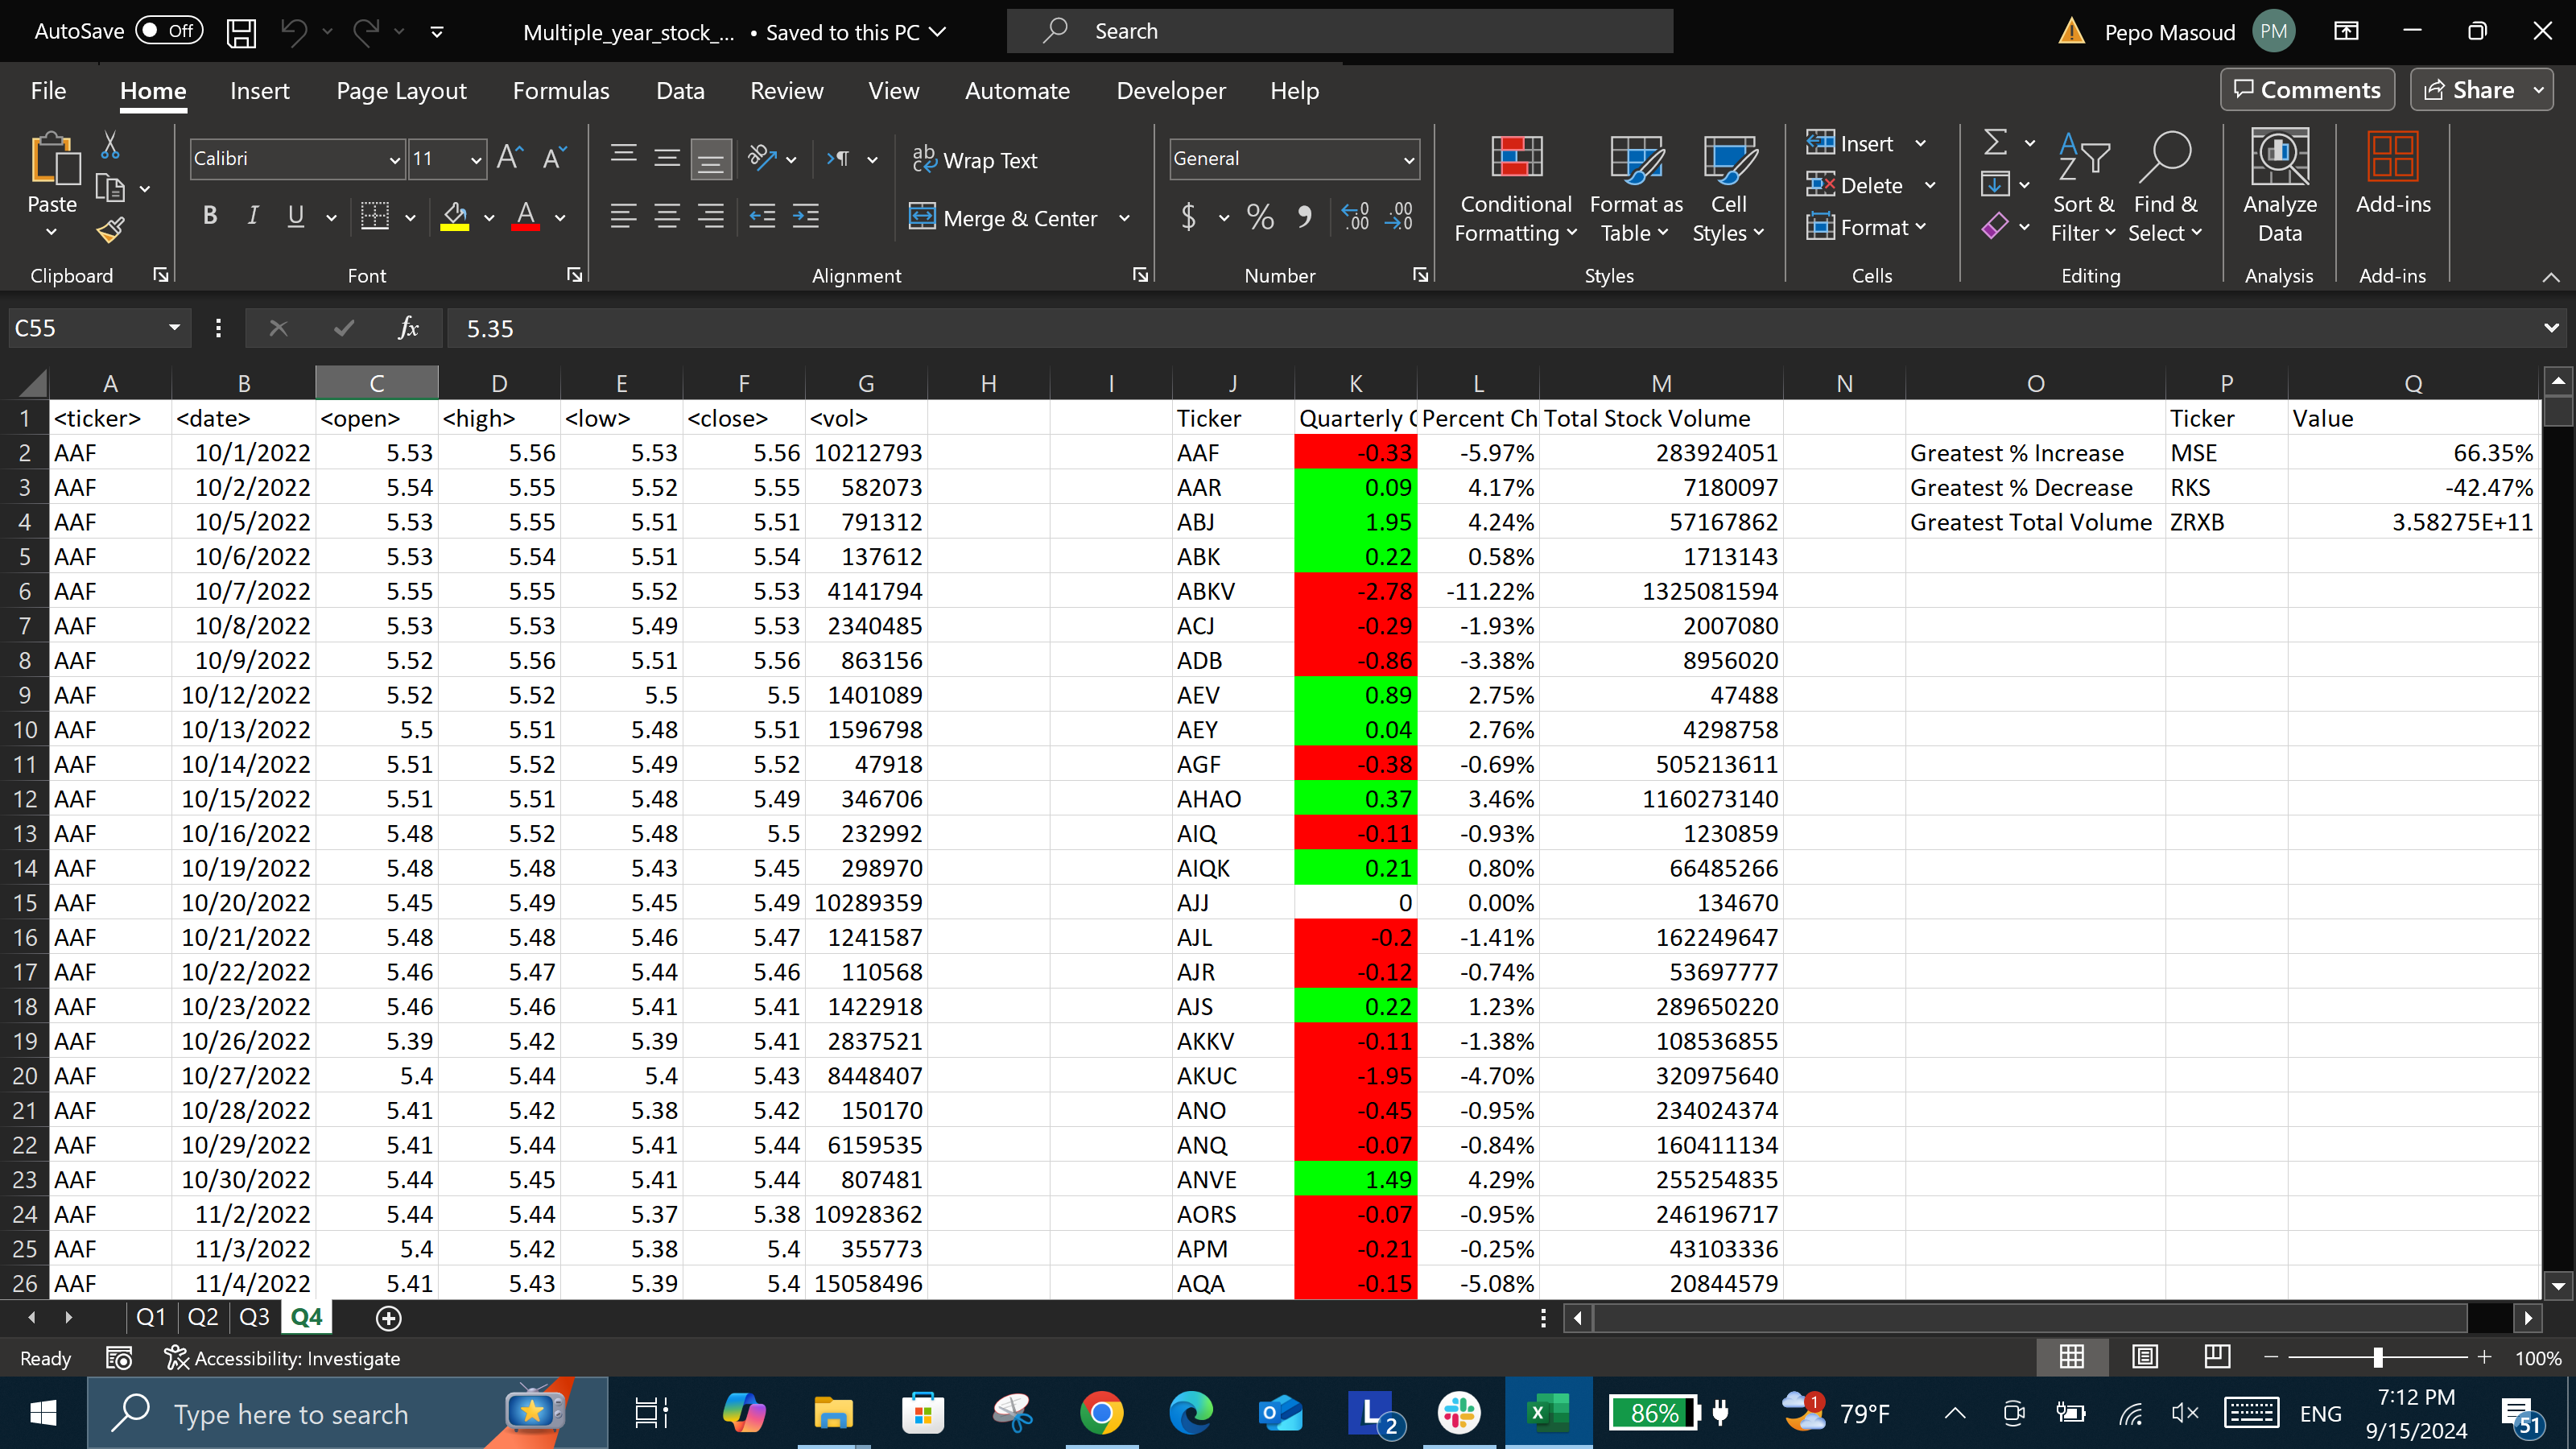 AutoSave Off Multiple_year_stock_... • Saved to this PC Search Pepo Masoud PM
File Home Insert Page Layout Formulas Data Review View Automate Developer Help Comments Share
Paste Calibri 11 Wrap Text General Conditional Formatting Format as Table Cell Styles Insert Sort & Filter Find & Select Analyze Data Add-ins
B I U Merge & Center $ % Delete
Format
Clipboard Font Alignment Number Styles Cells Editing Analysis Add-ins
C55 fx 5.35
A B C D E F G H I J K L M N O P Q
1 <ticker> <date> <open> <high> <low> <close> <vol> Ticker Quarterly C Percent Ch Total Stock Volume Ticker Value
2 AAF 10/1/2022 5.53 5.56 5.53 5.56 10212793 AAF -0.33 -5.97% 283924051 Greatest % Increase MSE 66.35%
3 AAF 10/2/2022 5.54 5.55 5.52 5.55 582073 AAR 0.09 4.17% 7180097 Greatest % Decrease RKS -42.47%
4 AAF 10/5/2022 5.53 5.55 5.51 5.51 791312 ABJ 1.95 4.24% 57167862 Greatest Total Volume ZRXB 3.58275E+11
5 AAF 10/6/2022 5.53 5.54 5.51 5.54 137612 ABK 0.22 0.58% 1713143
6 AAF 10/7/2022 5.55 5.55 5.52 5.53 4141794 ABKV -2.78 -11.22% 1325081594
7 AAF 10/8/2022 5.53 5.53 5.49 5.53 2340485 ACJ -0.29 -1.93% 2007080
8 AAF 10/9/2022 5.52 5.56 5.51 5.56 863156 ADB -0.86 -3.38% 8956020
9 AAF 10/12/2022 5.52 5.52 5.5 5.5 1401089 AEV 0.89 2.75% 47488
10 AAF 10/13/2022 5.5 5.51 5.48 5.51 1596798 AEY 0.04 2.76% 4298758
11 AAF 10/14/2022 5.51 5.52 5.49 5.52 47918 AGF -0.38 -0.69% 505213611
12 AAF 10/15/2022 5.51 5.51 5.48 5.49 346706 AHAO 0.37 3.46% 1160273140
13 AAF 10/16/2022 5.48 5.52 5.48 5.5 232992 AIQ -0.11 -0.93% 1230859
14 AAF 10/19/2022 5.48 5.48 5.43 5.45 298970 AIQK 0.21 0.80% 66485266
15 AAF 10/20/2022 5.45 5.49 5.45 5.49 10289359 AJJ 0 0.00% 134670
16 AAF 10/21/2022 5.48 5.48 5.46 5.47 1241587 AJL -0.2 -1.41% 162249647
17 AAF 10/22/2022 5.46 5.47 5.44 5.46 110568 AJR -0.12 -0.74% 53697777
18 AAF 10/23/2022 5.46 5.46 5.41 5.41 1422918 AJS 0.22 1.23% 289650220
19 AAF 10/26/2022 5.39 5.42 5.39 5.41 2837521 AKKV -0.11 -1.38% 108536855
20 AAF 10/27/2022 5.4 5.44 5.4 5.43 8448407 AKUC -1.95 -4.70% 320975640
21 AAF 10/28/2022 5.41 5.42 5.38 5.42 150170 ANO -0.45 -0.95% 234024374
22 AAF 10/29/2022 5.41 5.44 5.41 5.44 6159535 ANQ -0.07 -0.84% 160411134
23 AAF 10/30/2022 5.44 5.45 5.41 5.44 807481 ANVE 1.49 4.29% 255254835
24 AAF 11/2/2022 5.44 5.44 5.37 5.38 10928362 AORS -0.07 -0.95% 246196717
25 AAF 11/3/2022 5.4 5.42 5.38 5.4 355773 APM -0.21 -0.25% 43103336
26 AAF 11/4/2022 5.41 5.43 5.39 5.4 15058496 AQA -0.15 -5.08% 20844579
Q1 Q2 Q3 Q4
Ready Accessibility: Investigate 100%
Type here to search L 2 86% 1 79°F ENG 7:12 PM 51
9/15/2024